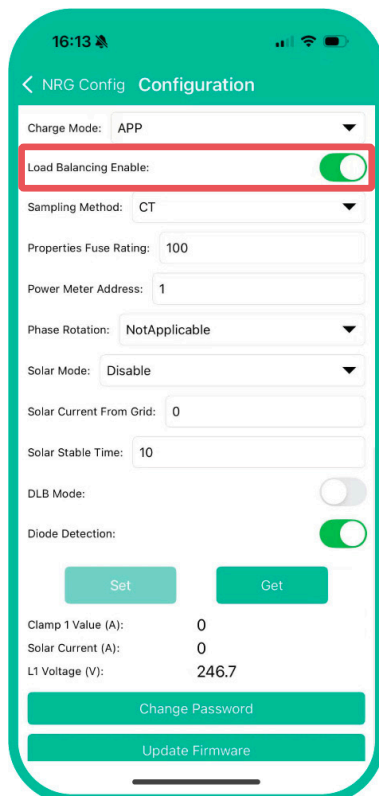 16:13
NRG Config Configuration
Charge Mode: APP
Load Balancing Enable:
Sampling Method: CT
Properties Fuse Rating: 100
Power Meter Address: 1
Phase Rotation: NotApplicable
Solar Mode: Disable
Solar Current From Grid: 0
Solar Stable Time: 10
DLB Mode:
Diode Detection:
Set Get
Clamp 1 Value (A): 0
Solar Current (A): 0
L1 Voltage (V): 246.7
Change Password
Update Firmware